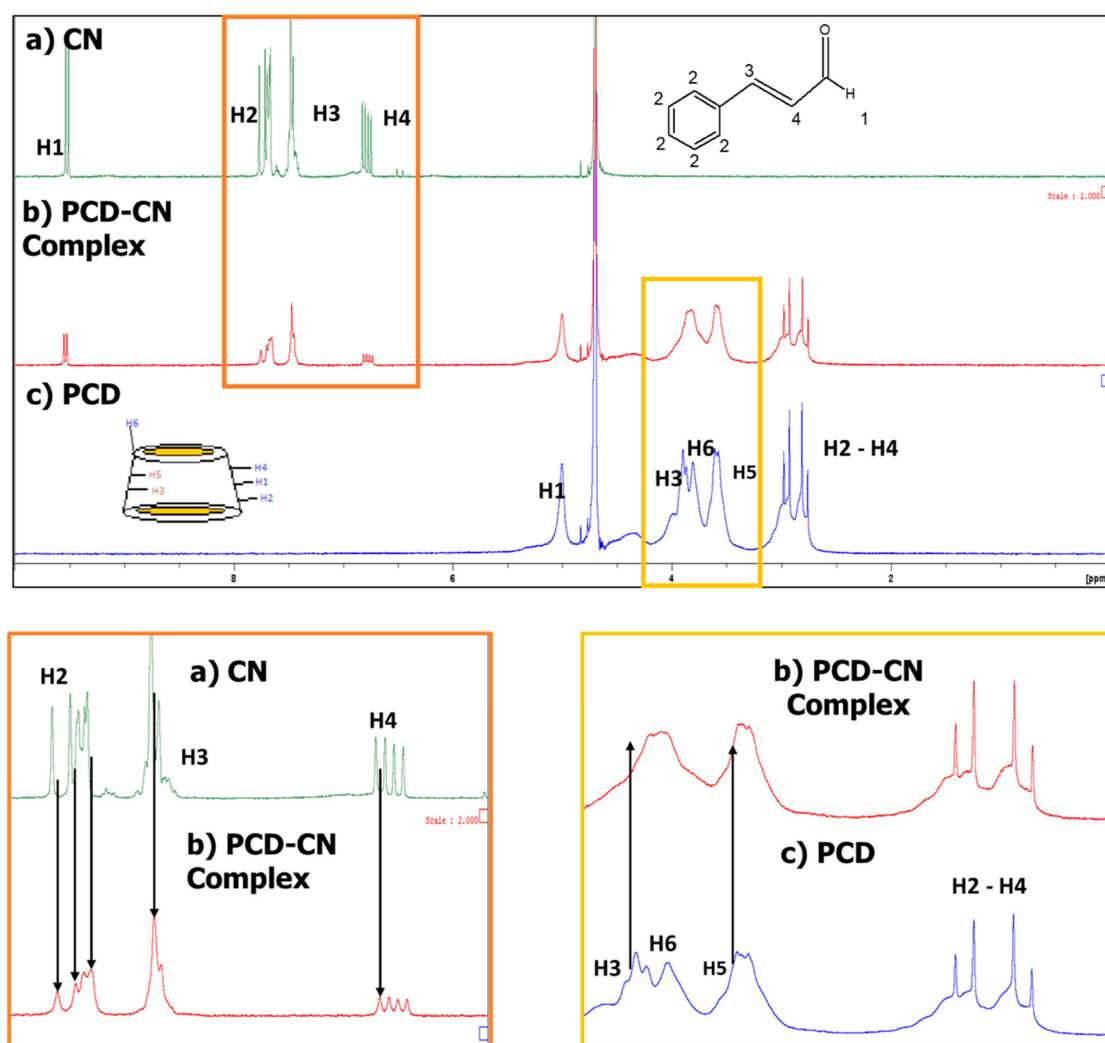 a) CN
H1
H2
H3
H4
O
H
1
3
4
2
2
2
2
2
Scale : 1.000
b) PCD-CN
Complex
c) PCD
H6
H5
H3
H4
H1
H2
H1
H3
H6
H5
H2 - H4
8
6
4
2
[ppm
a) CN
H2
H3
H4
Scale : 2.000
b) PCD-CN
Complex
b) PCD-CN
Complex
c) PCD
H3
H6
H5
H2 - H4